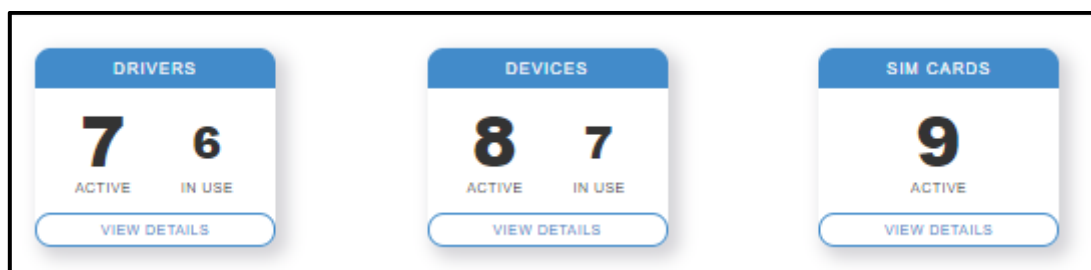 DRIVERS
7 6
ACTIVE IN USE
VIEW DETAILS
DEVICES
8 7
ACTIVE IN USE
VIEW DETAILS
SIM CARDS
9
ACTIVE
VIEW DETAILS